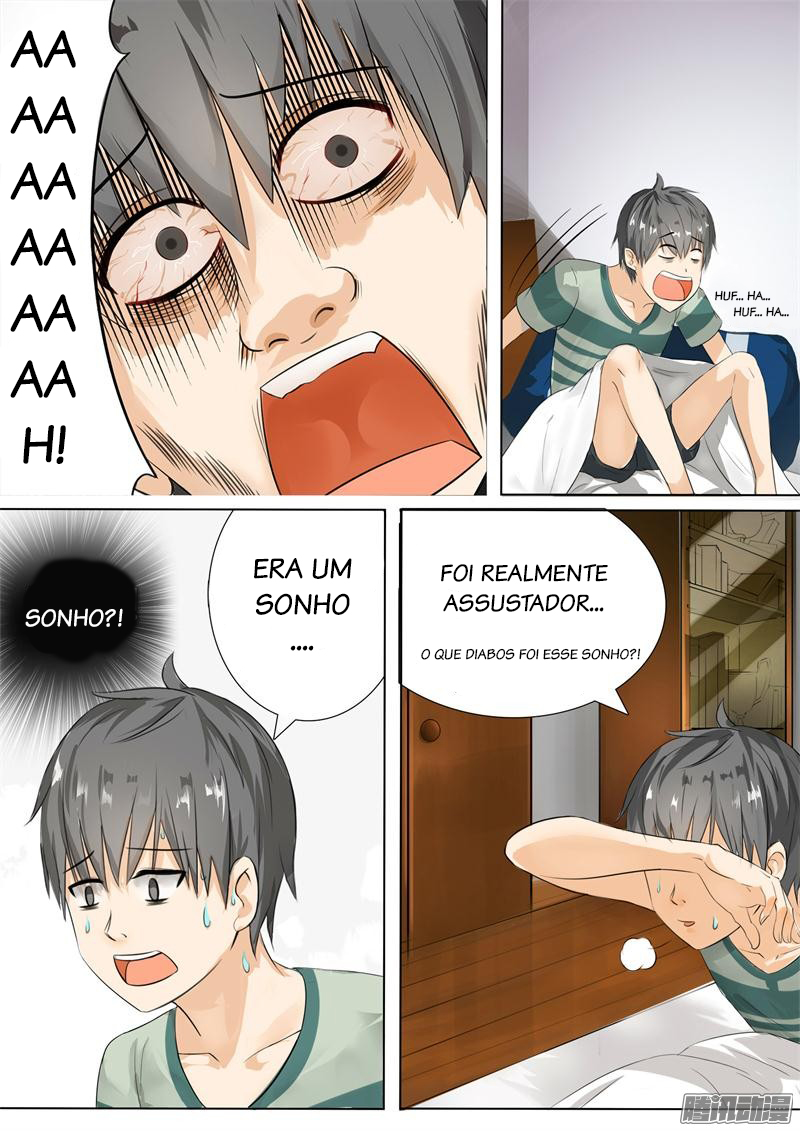 AA
AA
AA
AA
AA
AA
H!
HUF... HA...
HUF... HA...
SONHO?!
ERA UM
SONHO
....
FOI REALMENTE
ASSUSTADOR...
O QUE DIABOS FOI ESSE SONHO?!
腾讯动漫